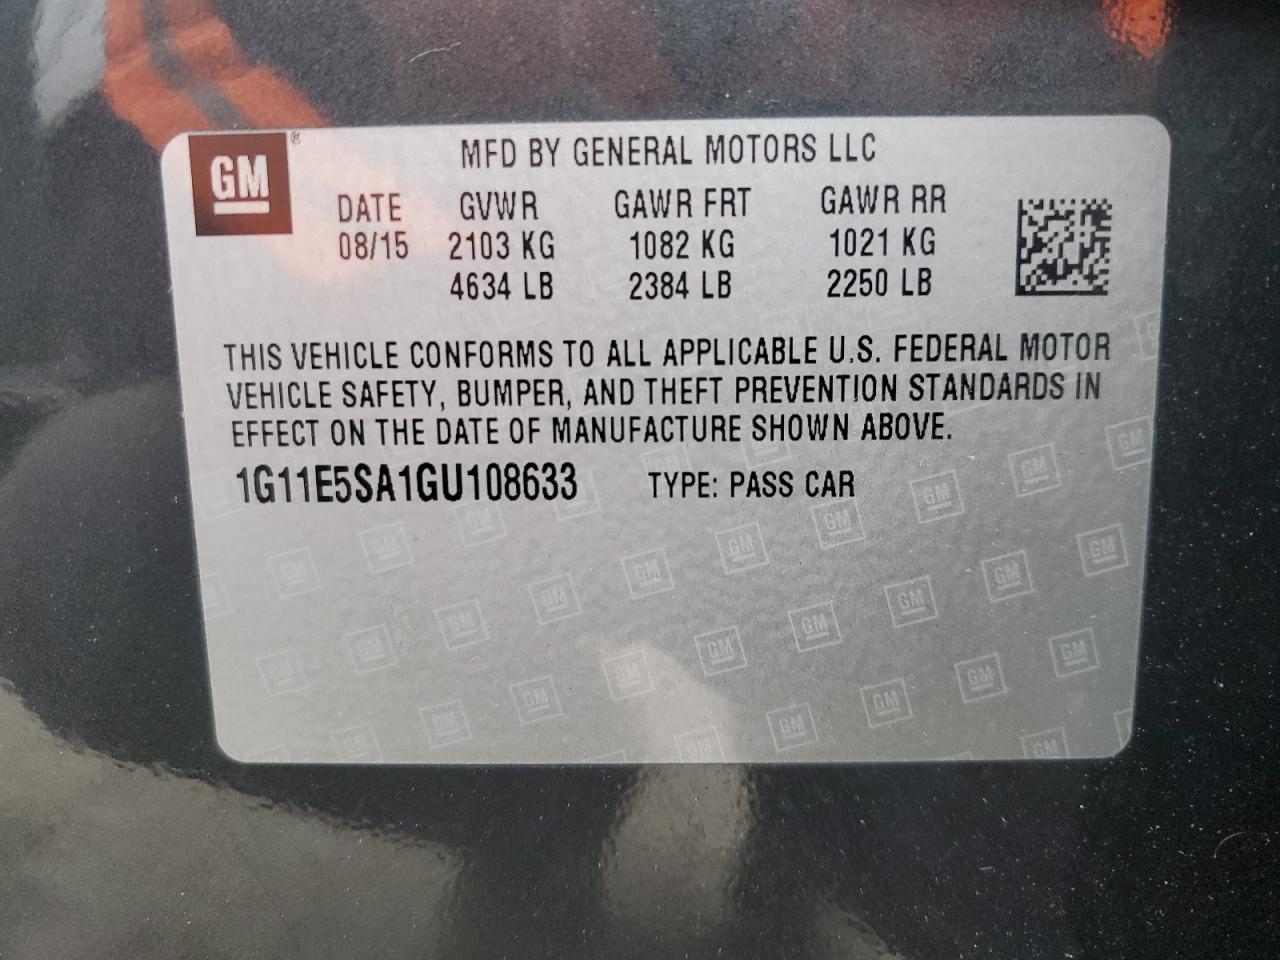 GM®
MFD BY GENERAL MOTORS LLC
DATE GVWR GAWR FRT GAWR RR
08/15 2103 KG 1082 KG 1021 KG
4634 LB 2384 LB 2250 LB
THIS VEHICLE CONFORMS TO ALL APPLICABLE U.S. FEDERAL MOTOR
VEHICLE SAFETY, BUMPER, AND THEFT PREVENTION STANDARDS IN
EFFECT ON THE DATE OF MANUFACTURE SHOWN ABOVE.
1G11E5SA1GU108633 TYPE: PASS CAR